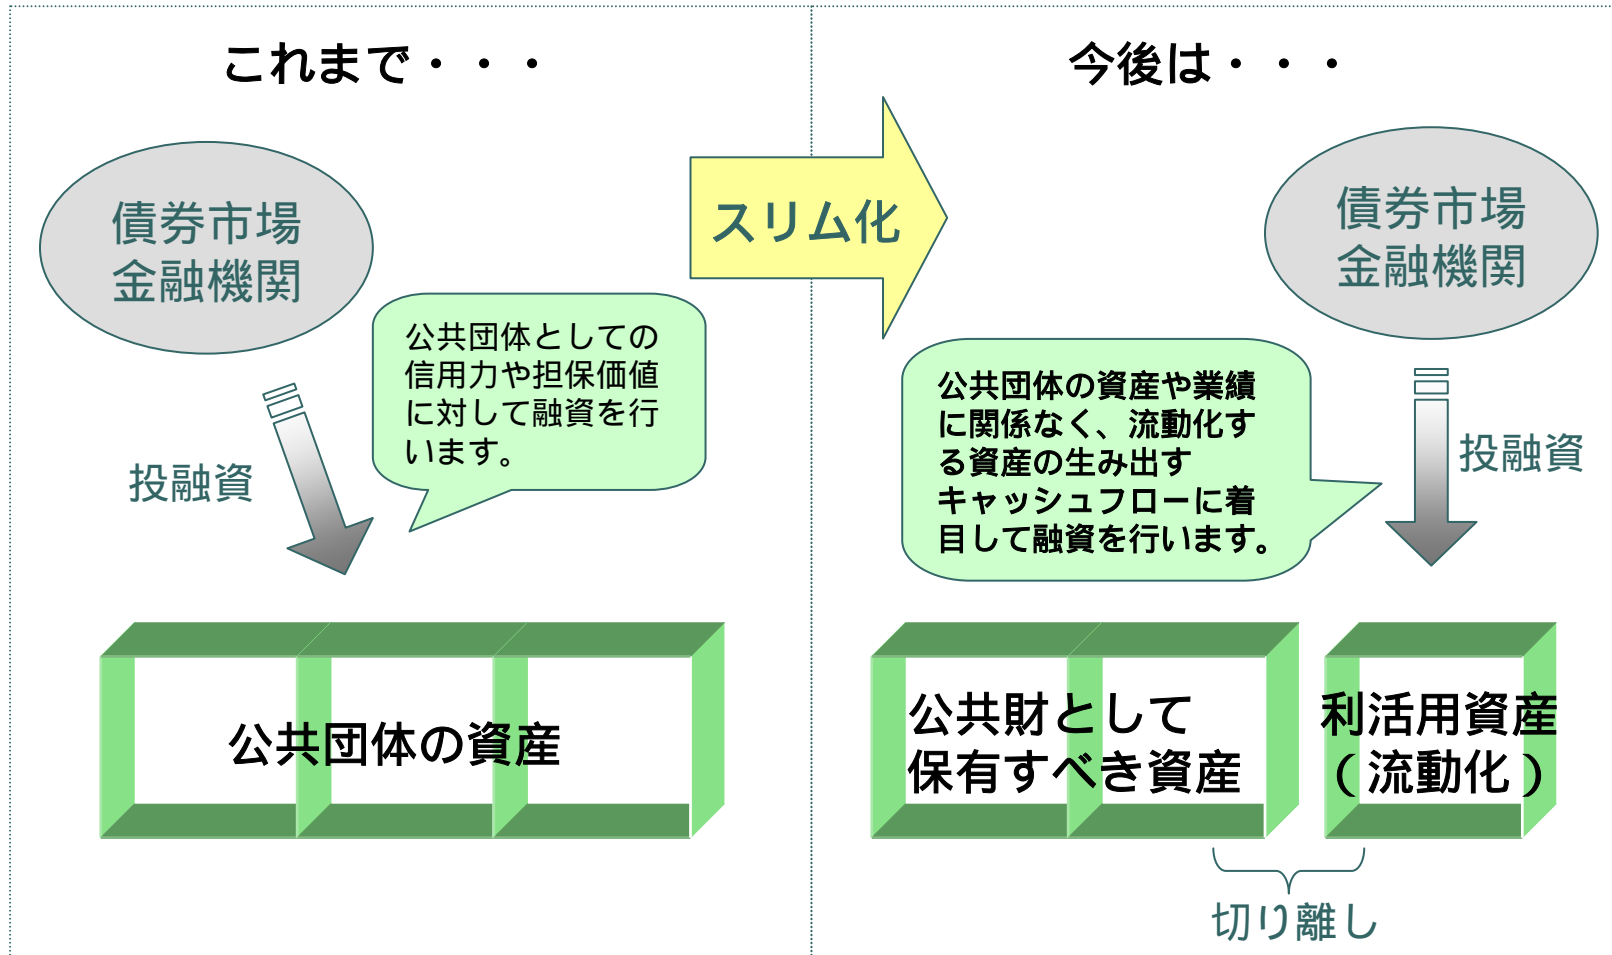 これまで・・・
債券市場
金融機関
公共団体としての
信用力や担保価値
に対して融資を行
います。
投融資
公共団体の資産
スリム化
今後は・・・
債券市場
金融機関
公共団体の資産や業績
に関係なく、流動化す
る資産の生み出す
キャッシュフローに着
目して融資を行います。
投融資
公共財として
保有すべき資産
利活用資産
（流動化）
切り離し